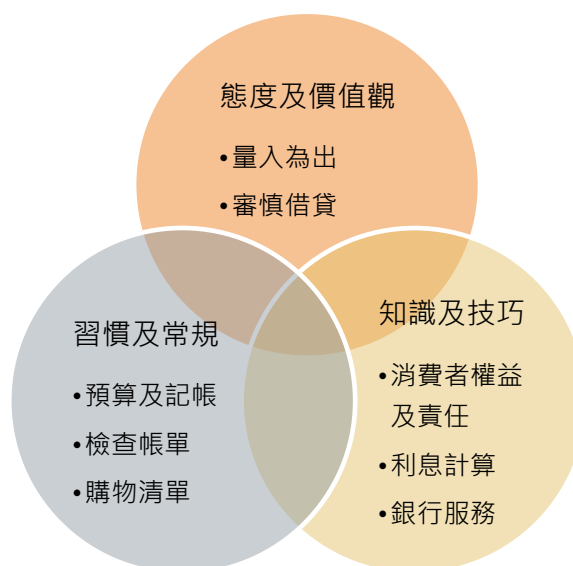 態度及價值觀
•量入為出
•審慎借貸
習慣及常規
•預算及記帳
•檢查帳單
•購物清單
知識及技巧
•消費者權益
及責任
•利息計算
•銀行服務